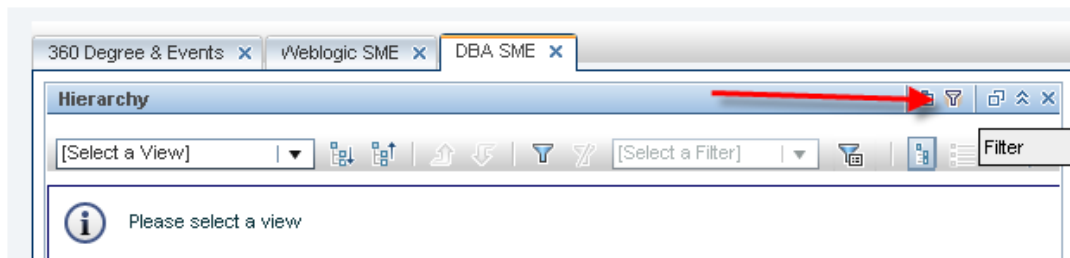 360 Degree & Events Weblogic SME DBA SME
Hierarchy
[Select a View] [Select a Filter]
Filter
Please select a view